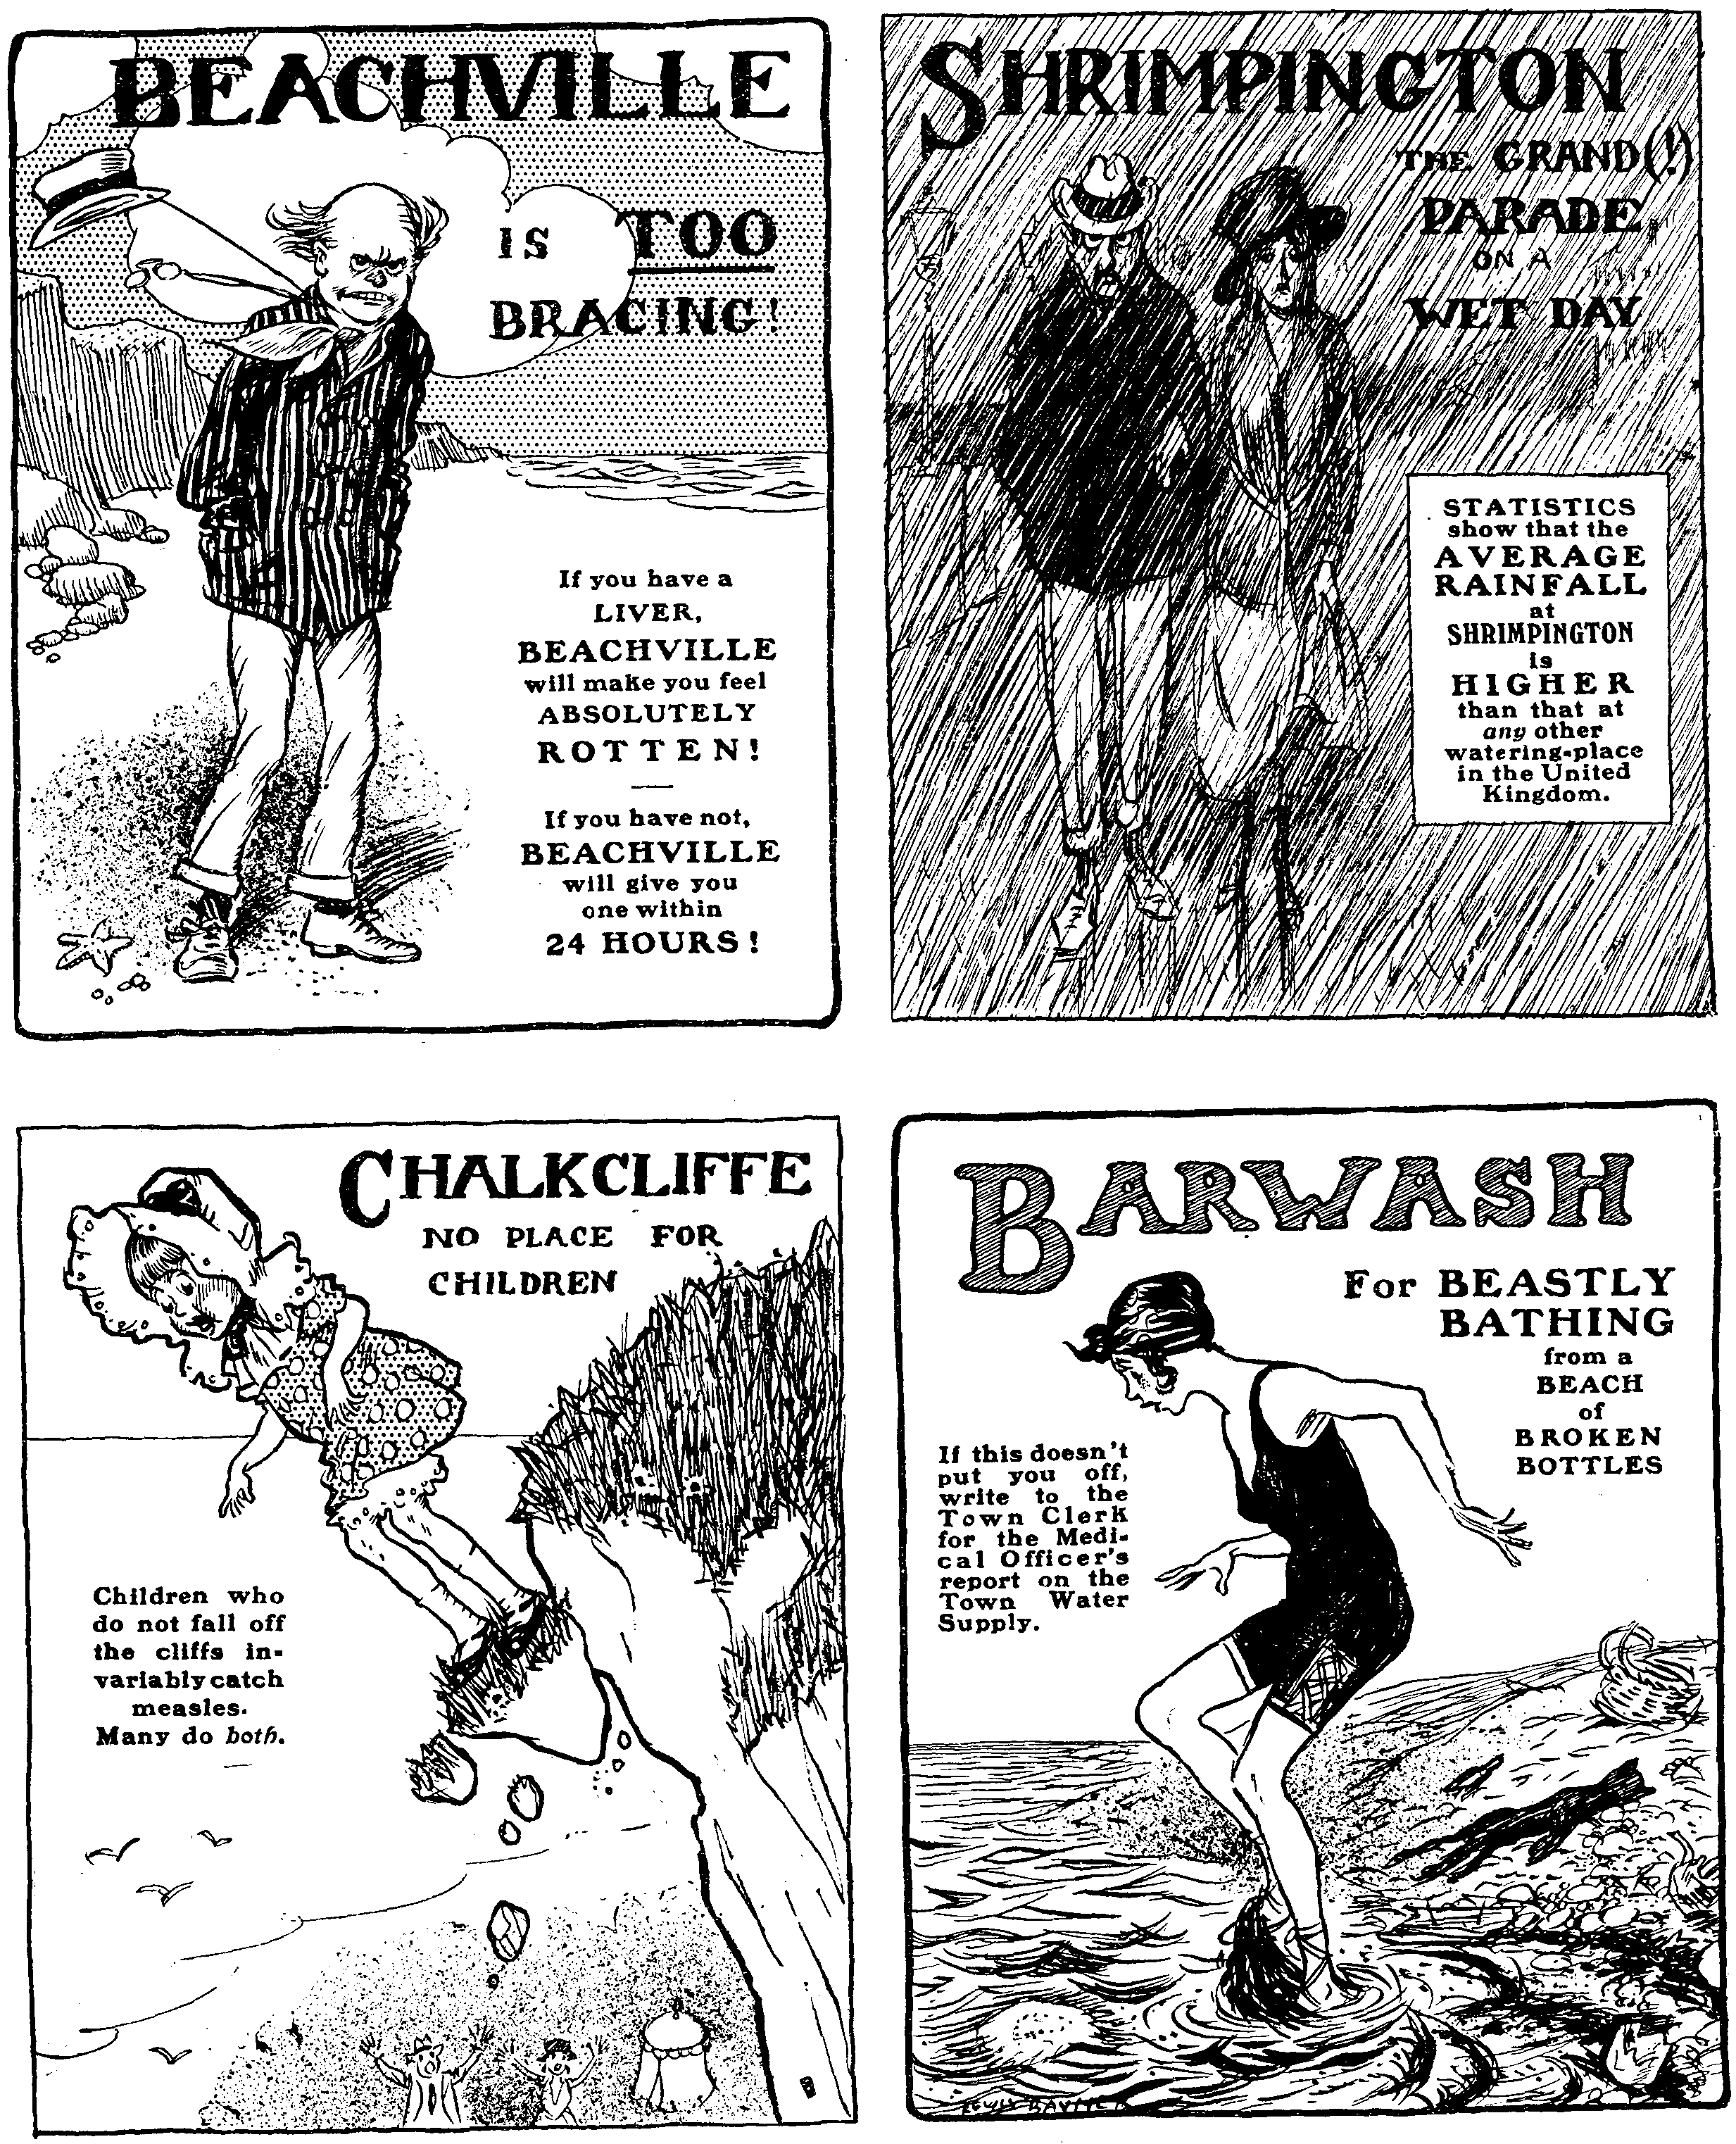 BEACHVILLE
IS TOO
BRACING!
If you have a
LIVER,
BEACHVILLE
will make you feel
ABSOLUTELY
ROTTEN!
If you have not,
BEACHVILLE
will give you
one within
24 HOURS!
SHRIMPINGTON
THE GRAND(!)
PARADE
ON A
WET DAY
STATISTICS
show that the
AVERAGE
RAINFALL
at
SHRIMPINGTON
is
HIGHER
than that at
any other
watering-place
in the United
Kingdom.
CHALKCLIFFE
NO PLACE FOR
CHILDREN
Children who
do not fall off
the cliffs in-
variably catch
measles.
Many do both.
BARWASH
For BEASTLY
BATHING
from a
BEACH
of
BROKEN
BOTTLES
If this doesn't
put you off,
write to the
Town Clerk
for the Medi-
cal Officer's
report on the
Town Water
Supply.
LEWIS BAUMER